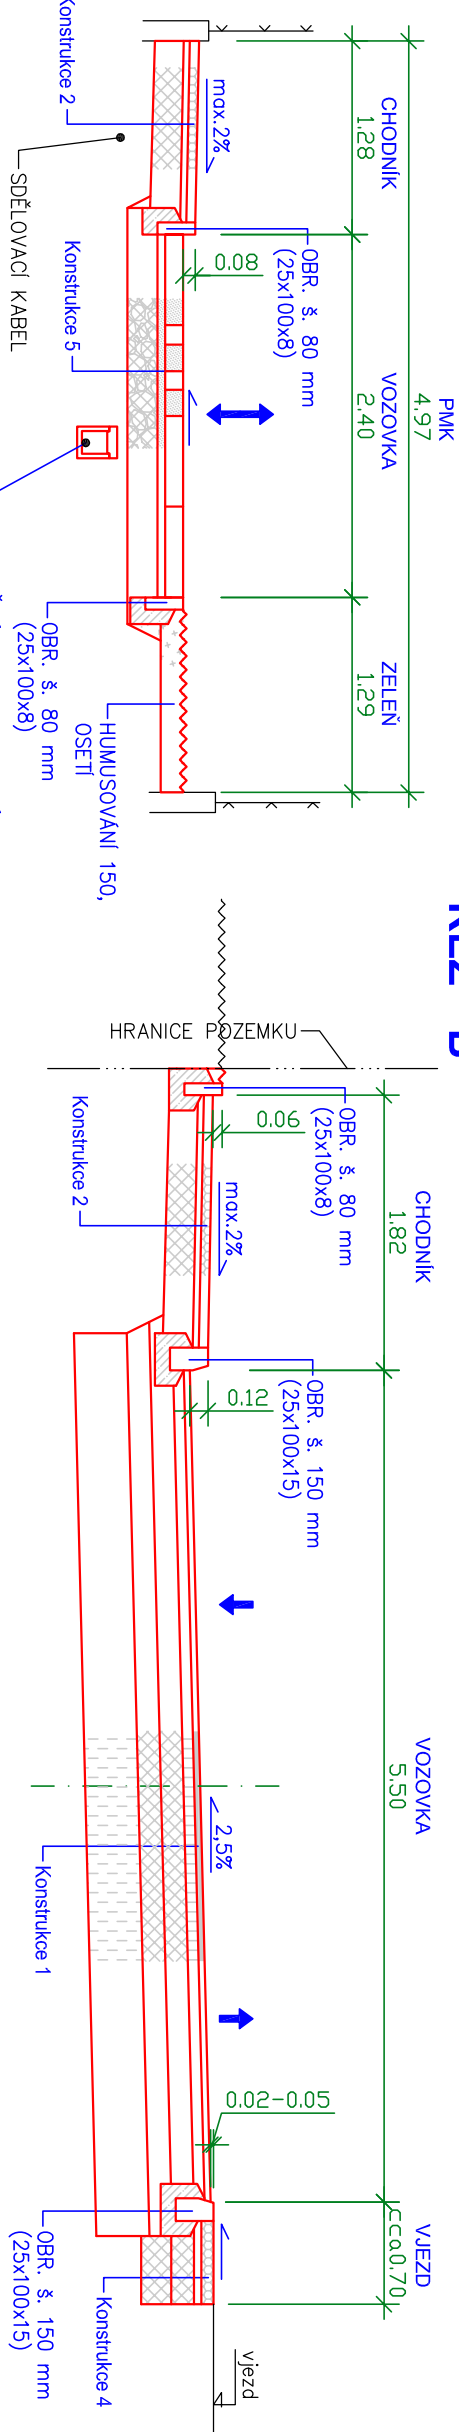 PMK
4,97
CHODNÍK
1,28
VOZOVKA
2,40
ZELEŇ
1,29
max.2%
OBR. š. 80 mm
(25x100x8)
0,08
Konstrukce 2
SDĚLOVACÍ KABEL
Konstrukce 5
OBR. š. 80 mm
(25x100x8)
HUMUSOVÁNÍ 150,
OSETÍ
HRANICE POZEMKU
CHODNÍK
1,82
VOZOVKA
5,50
VJEZD
cca0,70
OBR. š. 80 mm
(25x100x8)
0,06
max.2%
Konstrukce 2
OBR. š. 150 mm
(25x100x15)
0,12
2,5%
Konstrukce 1
0,02-0,05
OBR. š. 150 mm
(25x100x15)
Konstrukce 4
vjezd